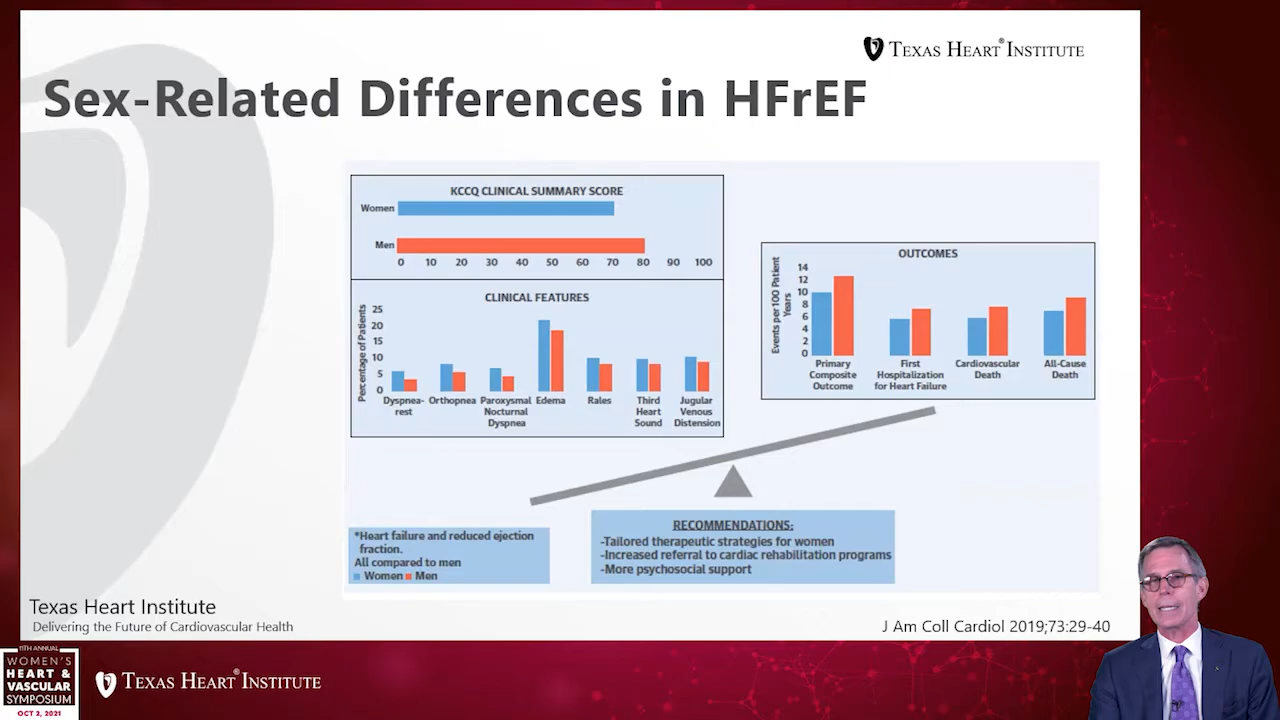 TEXAS HEART® INSTITUTE
Sex-Related Differences in HFrEF
KCCQ CLINICAL SUMMARY SCORE
Women
Men
0 10 20 30 40 50 60 70 80 90 100
CLINICAL FEATURES
Percentage of Patients
25
20
15
10
5
0
Dyspnea-
rest
Orthopnea
Paroxysmal
Nocturnal
Dyspnea
Edema
Rales
Third
Heart
Sound
Jugular
Venous
Distension
OUTCOMES
Events per 100 Patient
Years
14
12
10
8
6
4
2
0
Primary
Composite
Outcome
First
Hospitalization
for Heart Failure
Cardiovascular
Death
All-Cause
Death
*Heart failure and reduced ejection
fraction.
All compared to men
Women Men
RECOMMENDATIONS:
-Tailored therapeutic strategies for women
-Increased referral to cardiac rehabilitation programs
-More psychosocial support
Texas Heart Institute
Delivering the Future of Cardiovascular Health
J Am Coll Cardiol 2019;73:29-40
11TH ANNUAL
WOMEN'S
HEART &
VASCULAR
SYMPOSIUM
OCT 2, 2021
TEXAS HEART® INSTITUTE